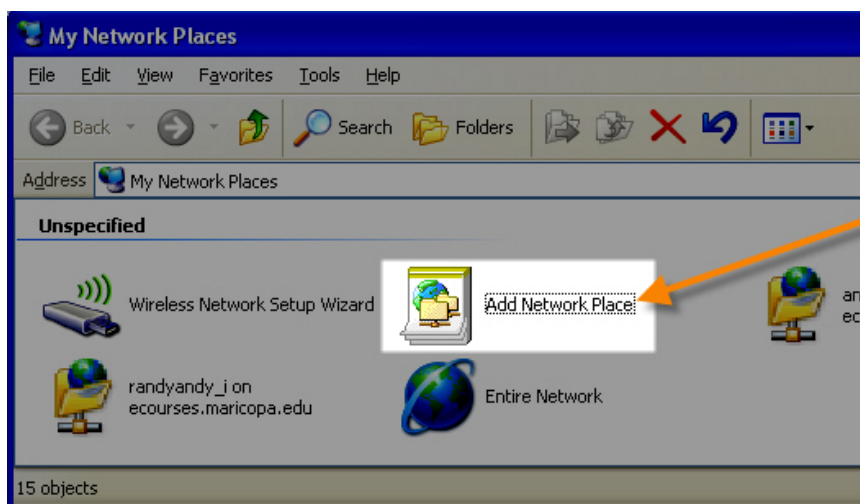 My Network Places
File Edit View Favorites Tools Help
Back Search Folders
Address My Network Places
Unspecified
Wireless Network Setup Wizard Add Network Place
randyandy_i on
ecourses.maricopa.edu
Entire Network
15 objects